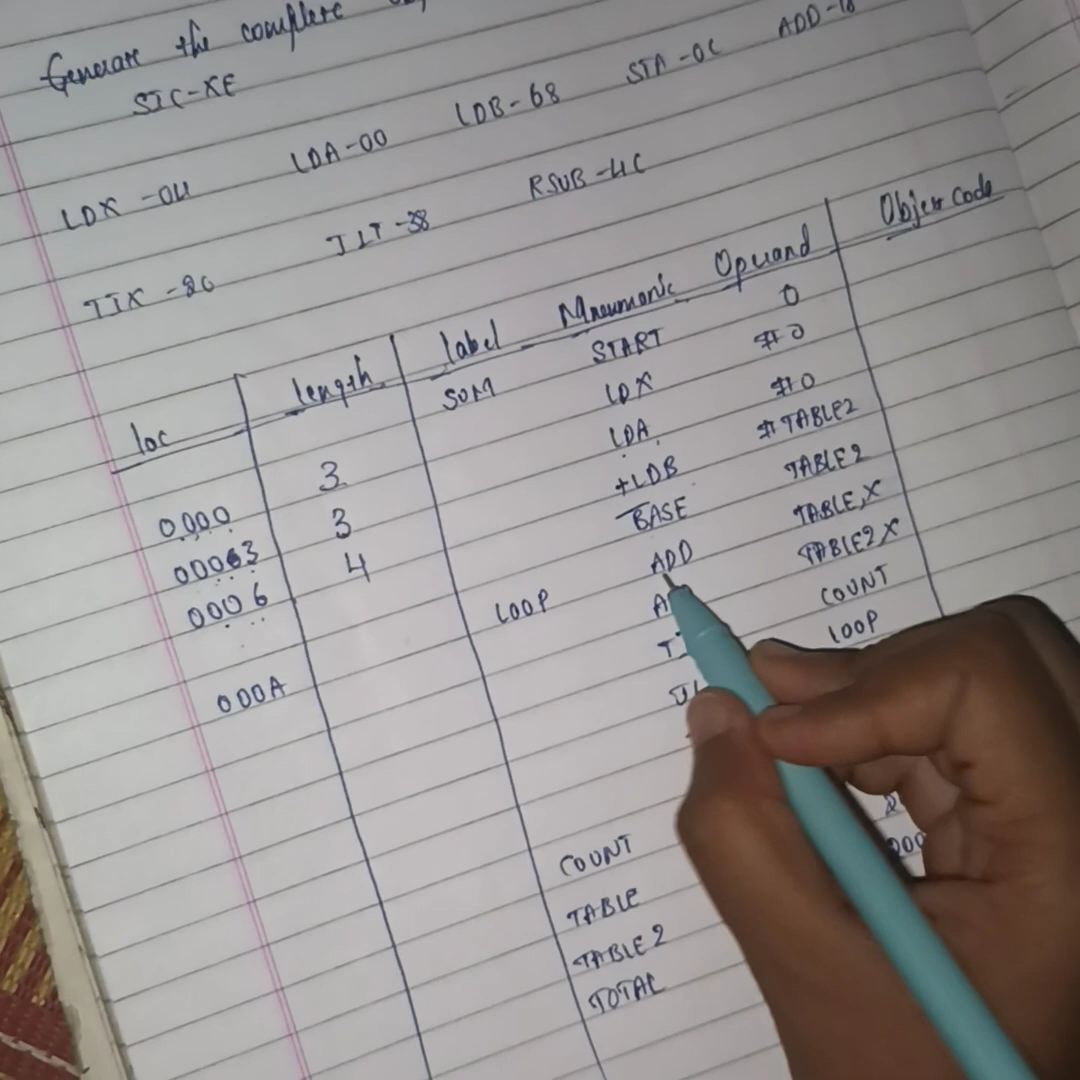 Generate the complete
SIC-XE
LDX -04 LDA-00 LDB-68 STA-0C ADD-18
TIX -2C JLT-38 RSUB-4C
loc length label Mneumonic Operand Object code
SUM START 0
LDX #0
LDA #0
0000 3 +LDB #TABLE2
00063 3 BASE TABLE2
0006 4 LOOP ADD TABLE,X
TABLE2,X
000A COUNT
LOOP
COUNT
TABLE
TABLE2
TOTAL